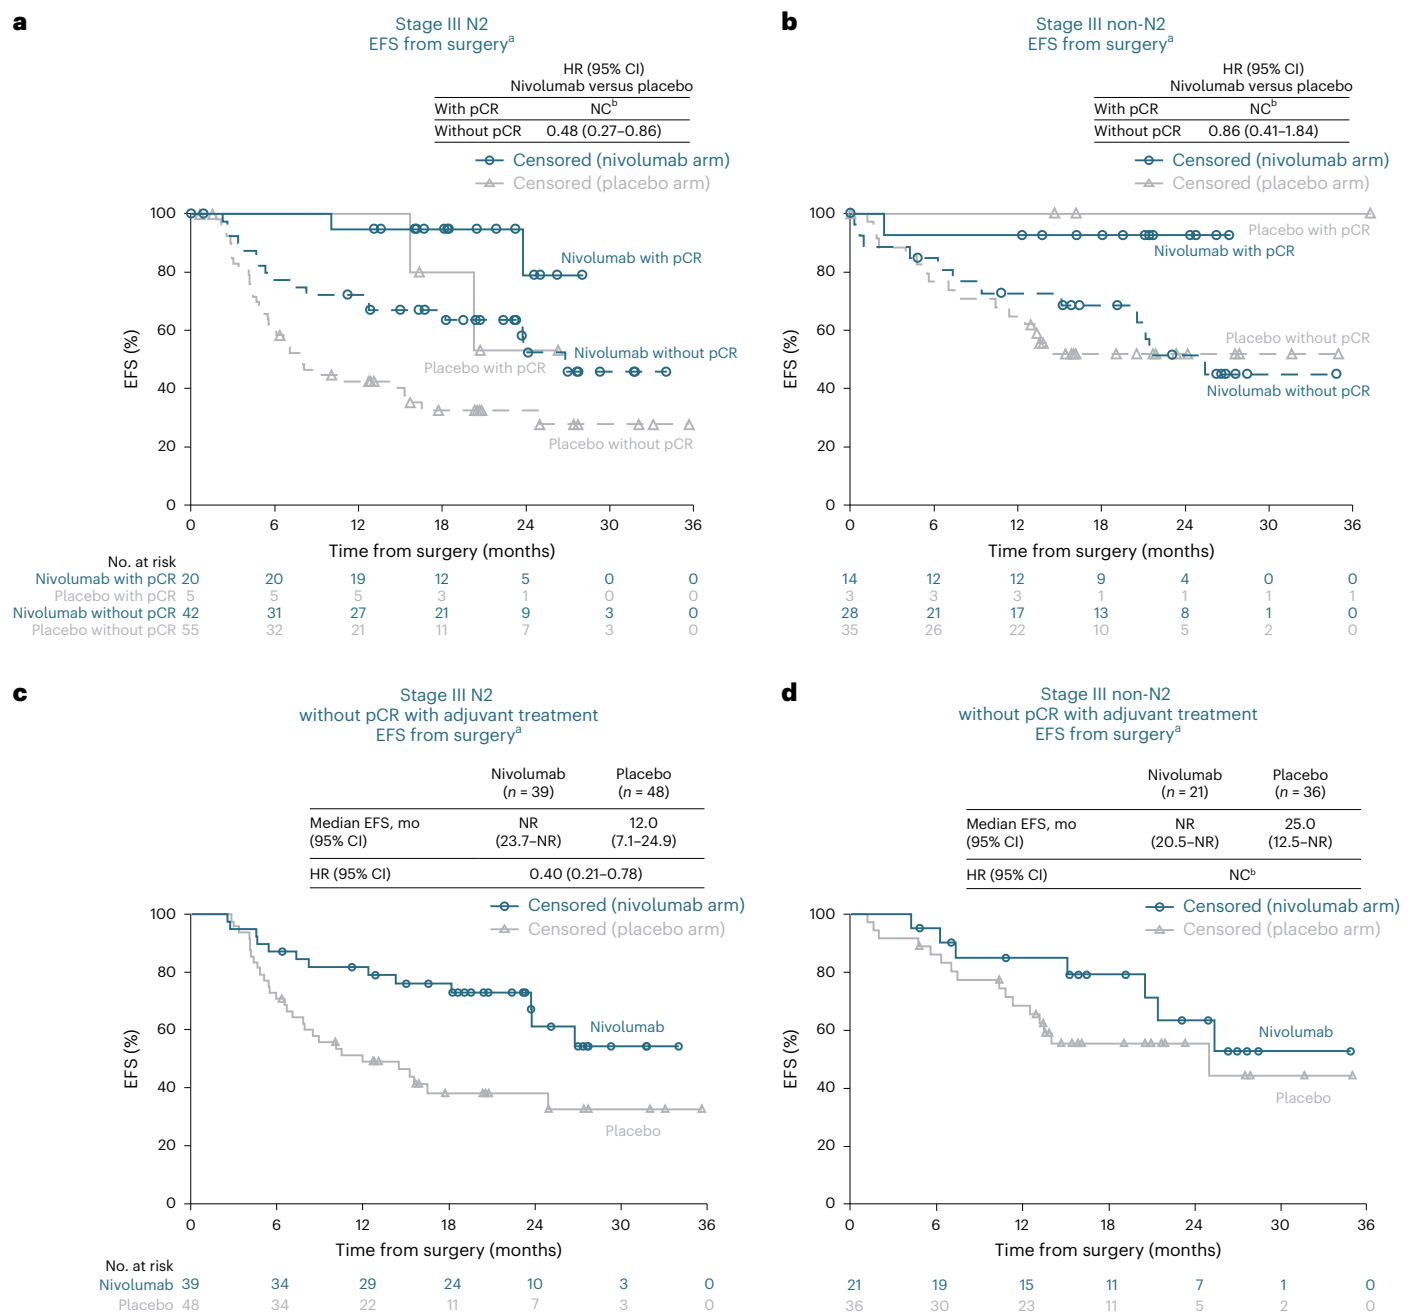 a
Stage III N2
EFS from surgeryᵃ
HR (95% CI)
Nivolumab versus placebo
With pCR NCᵇ
Without pCR 0.48 (0.27–0.86)
Censored (nivolumab arm)
Censored (placebo arm)
EFS (%)
100
80
60
40
20
0
Nivolumab with pCR
Nivolumab without pCR
Placebo with pCR
Placebo without pCR
0 6 12 18 24 30 36
Time from surgery (months)
No. at risk
Nivolumab with pCR 20 20 19 12 5 0 0
Placebo with pCR 5 5 5 3 1 0 0
Nivolumab without pCR 42 31 27 21 9 3 0
Placebo without pCR 55 32 21 11 7 3 0
b
Stage III non-N2
EFS from surgeryᵃ
HR (95% CI)
Nivolumab versus placebo
With pCR NCᵇ
Without pCR 0.86 (0.41–1.84)
Censored (nivolumab arm)
Censored (placebo arm)
EFS (%)
100
80
60
40
20
0
Placebo with pCR
Nivolumab with pCR
Placebo without pCR
Nivolumab without pCR
0 6 12 18 24 30 36
Time from surgery (months)
14 12 12 9 4 0 0
3 3 3 1 1 1 1
28 21 17 13 8 1 0
35 26 22 10 5 2 0
c
Stage III N2
without pCR with adjuvant treatment
EFS from surgeryᵃ
Nivolumab Placebo
(n = 39) (n = 48)
Median EFS, mo NR 12.0
(95% CI) (23.7–NR) (7.1–24.9)
HR (95% CI) 0.40 (0.21–0.78)
Censored (nivolumab arm)
Censored (placebo arm)
EFS (%)
100
80
60
40
20
0
Nivolumab
Placebo
0 6 12 18 24 30 36
Time from surgery (months)
No. at risk
Nivolumab 39 34 29 24 10 3 0
Placebo 48 34 22 11 7 3 0
d
Stage III non-N2
without pCR with adjuvant treatment
EFS from surgeryᵃ
Nivolumab Placebo
(n = 21) (n = 36)
Median EFS, mo NR 25.0
(95% CI) (20.5–NR) (12.5–NR)
HR (95% CI) NCᵇ
Censored (nivolumab arm)
Censored (placebo arm)
EFS (%)
100
80
60
40
20
0
Nivolumab
Placebo
0 6 12 18 24 30 36
Time from surgery (months)
21 19 15 11 7 1 0
36 30 23 11 5 2 0